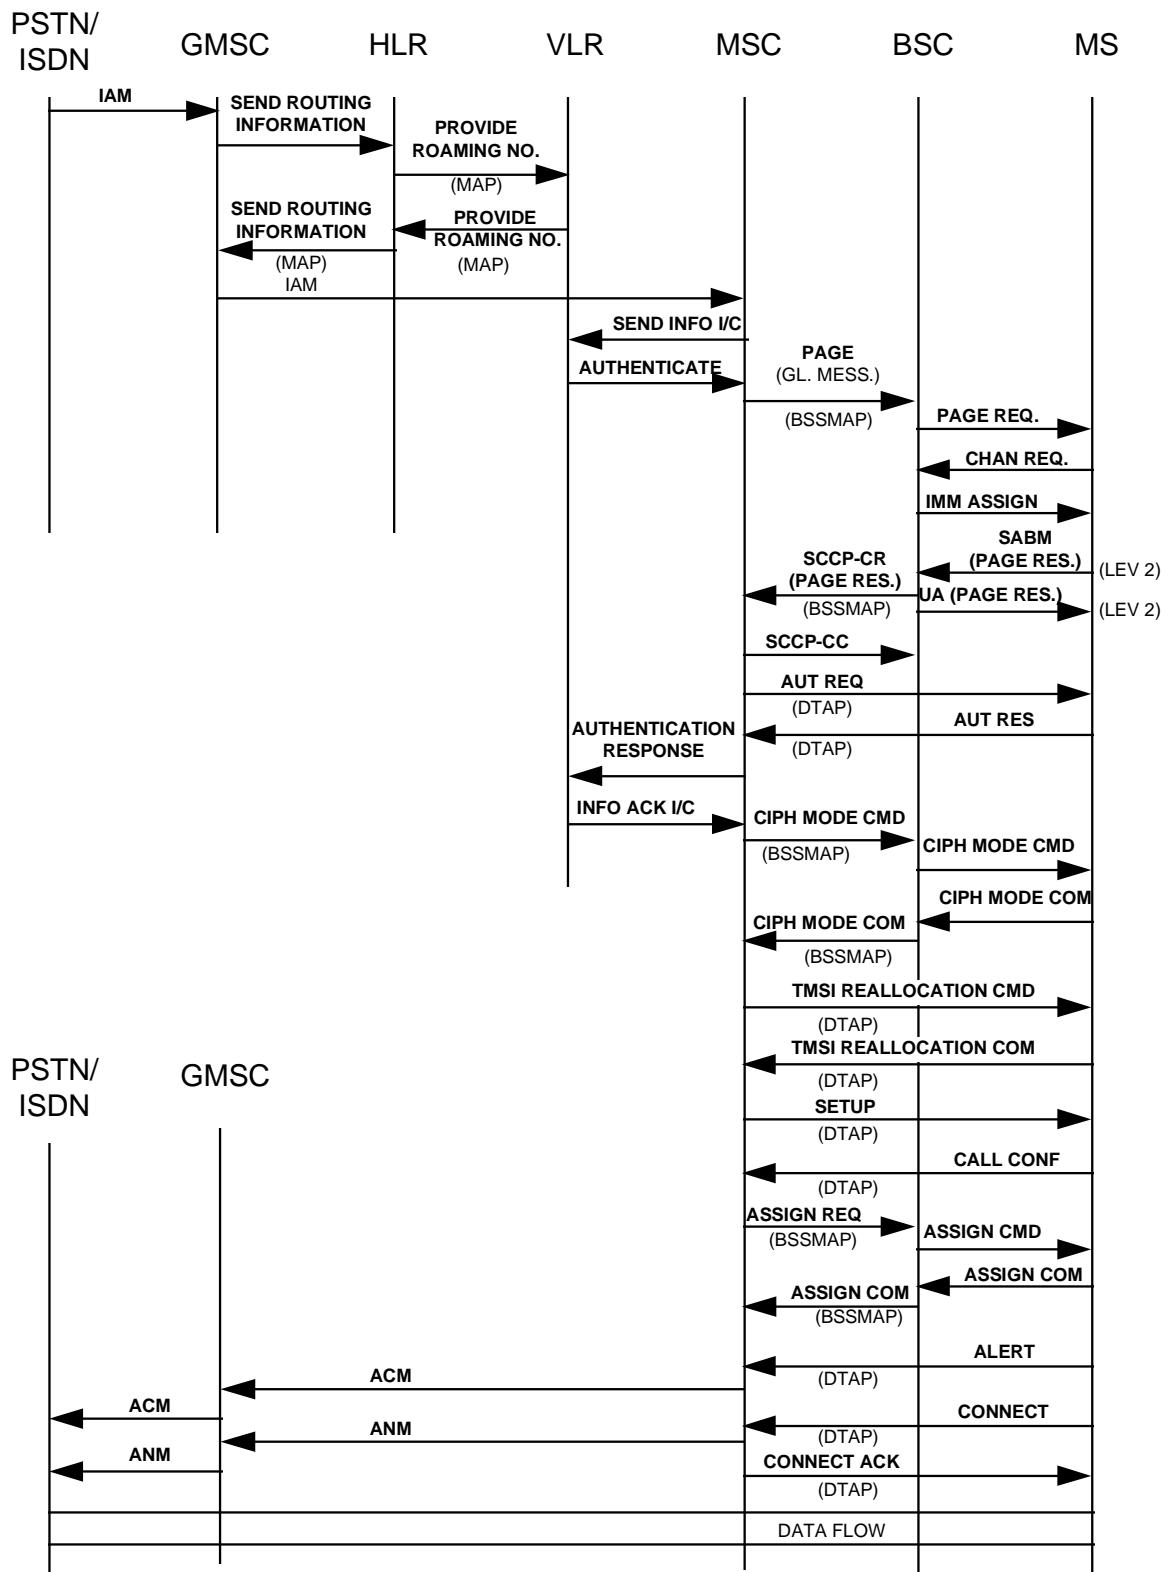 PSTN/
ISDN
GMSC
HLR
VLR
MSC
BSC
MS
IAM
SEND ROUTING
INFORMATION
PROVIDE
ROAMING NO.
(MAP)
SEND ROUTING
INFORMATION
(MAP)
PROVIDE
ROAMING NO.
(MAP)
IAM
SEND INFO I/C
AUTHENTICATE
PAGE
(GL. MESS.)
(BSSMAP)
PAGE REQ.
CHAN REQ.
IMM ASSIGN
SABM
(PAGE RES.)
(LEV 2)
SCCP-CR
(PAGE RES.)
(BSSMAP)
UA (PAGE RES.)
(LEV 2)
SCCP-CC
AUT REQ
(DTAP)
AUT RES
(DTAP)
AUTHENTICATION
RESPONSE
INFO ACK I/C
CIPH MODE CMD
(BSSMAP)
CIPH MODE CMD
CIPH MODE COM
CIPH MODE COM
(BSSMAP)
TMSI REALLOCATION CMD
(DTAP)
TMSI REALLOCATION COM
(DTAP)
PSTN/
ISDN
GMSC
SETUP
(DTAP)
CALL CONF
(DTAP)
ASSIGN REQ
(BSSMAP)
ASSIGN CMD
ASSIGN COM
ASSIGN COM
(BSSMAP)
ALERT
(DTAP)
ACM
ACM
CONNECT
(DTAP)
ANM
ANM
CONNECT ACK
(DTAP)
DATA FLOW